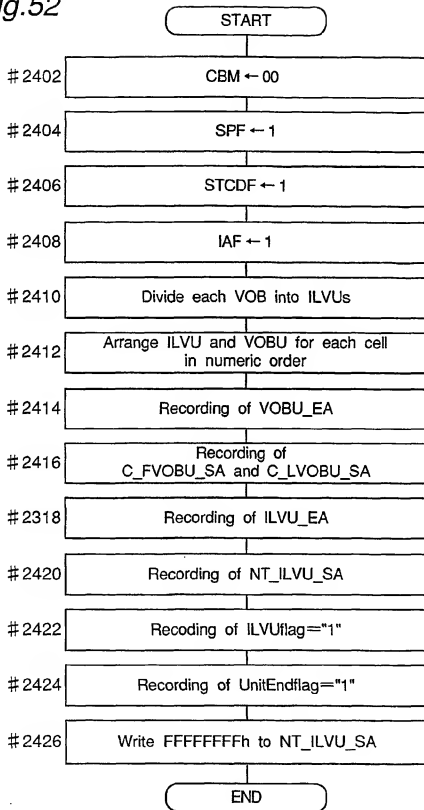 ig.52
START
#2402 CBM ← 00
#2404 SPF ← 1
#2406 STCDF ← 1
#2408 IAF ← 1
#2410 Divide each VOB into ILVUs
#2412 Arrange ILVU and VOBU for each cell
in numeric order
#2414 Recording of VOBU_EA
#2416 Recording of
C_FVOBU_SA and C_LVOBU_SA
#2318 Recording of ILVU_EA
#2420 Recording of NT_ILVU_SA
#2422 Recoding of ILVUflag="1"
#2424 Recording of UnitEndflag="1"
#2426 Write FFFFFFFFh to NT_ILVU_SA
END